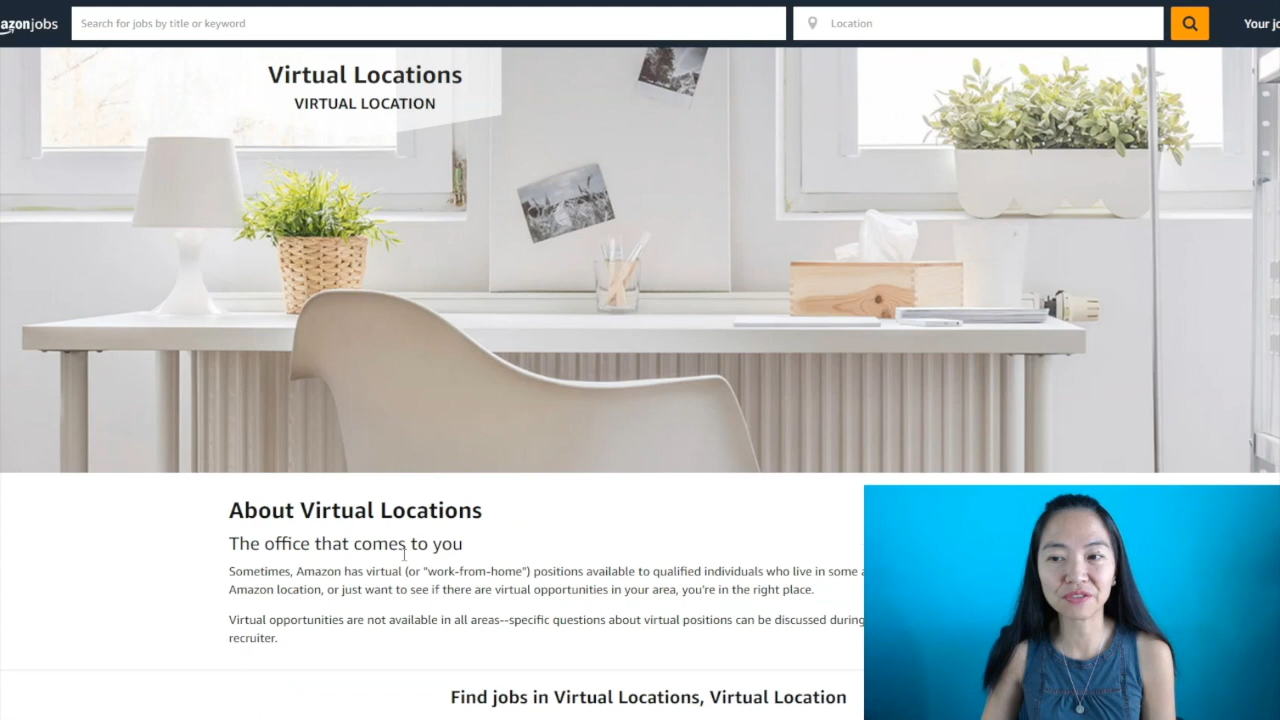 azonjobs
Search for jobs by title or keyword
Location
Your jo
Virtual Locations
VIRTUAL LOCATION
About Virtual Locations
The office that comes to you
Sometimes, Amazon has virtual (or "work-from-home") positions available to qualified individuals who live in some a
Amazon location, or just want to see if there are virtual opportunities in your area, you're in the right place.
Virtual opportunities are not available in all areas--specific questions about virtual positions can be discussed during
recruiter.
Find jobs in Virtual Locations, Virtual Location